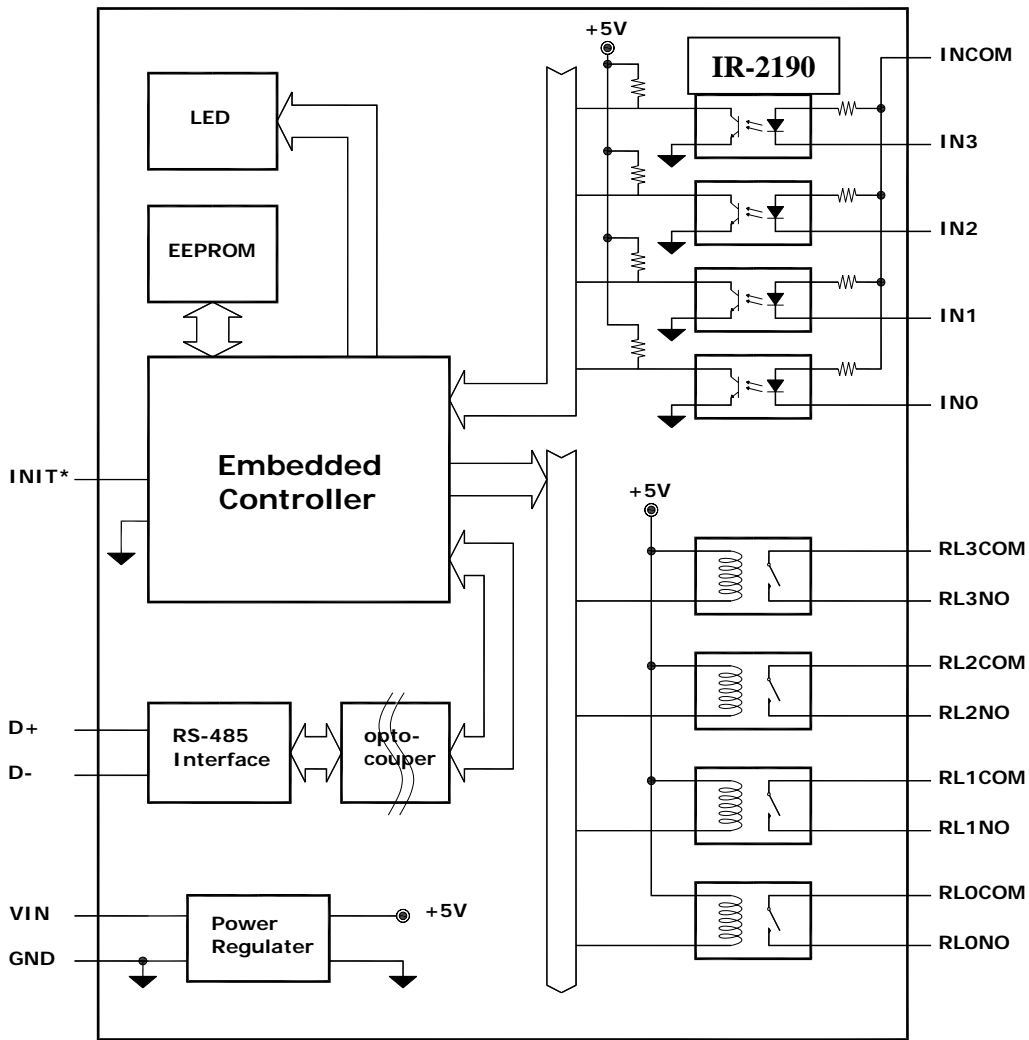 +5V
IR-2190
INCOM
LED
IN3
IN2
EEPROM
IN1
IN0
INIT*
Embedded
Controller
+5V
RL3COM
RL3NO
RL2COM
RL2NO
D+
D-
RS-485
Interface
opto-
couper
RL1COM
RL1NO
VIN
GND
Power
Regulater
+5V
RL0COM
RL0NO